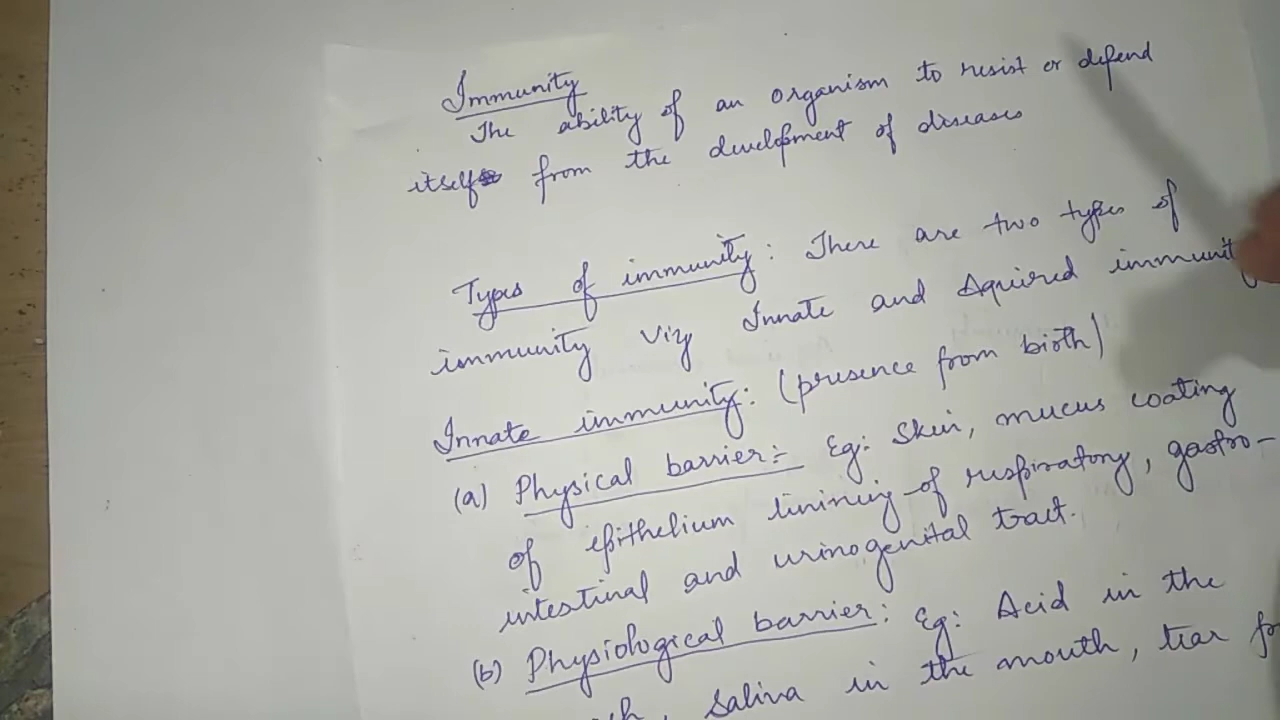 Immunity
The ability of an organism to resist or defend
itself from the development of diseases
Types of immunity: There are two types of
immunity viz Innate and Aquired immunity
Innate immunity: (presence from birth)
(a) Physical barrier:- Eg: Skin, mucus coating
of epithelium linining of respiratory, gastro-
intestinal and urinogenital tract.
(b) Physiological barrier: Eg: Acid in the
, Saliva in the mouth, tear